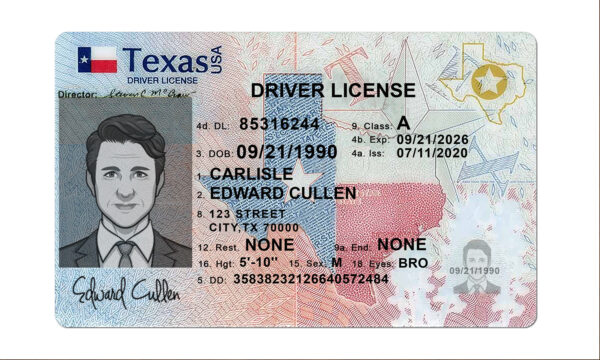 Texas USA
DRIVER LICENSE
Director: Steven C McCraw
DRIVER LICENSE
4d. DL: 85316244
9. Class: A
4b. Exp: 09/21/2026
3. DOB: 09/21/1990
4a. Iss: 07/11/2020
1. CARLISLE
2. EDWARD CULLEN
8. 123 STREET
CITY,TX 70000
12. Rest. NONE
9a. End: NONE
16. Hgt: 5'-10"
15. Sex: M
18. Eyes: BRO
5. DD: 35838232126640572484
09/21/1990
Edward Cullen